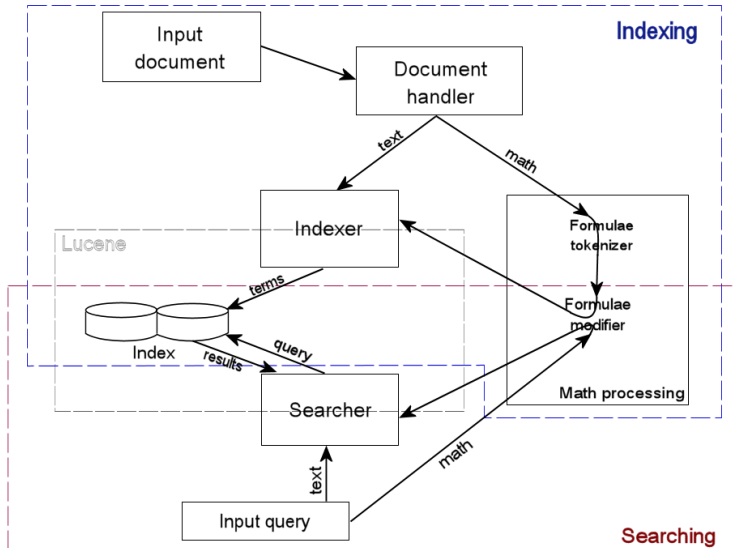 Indexing
Input
document
Document
handler
text
math
Indexer
Formulae
tokenizer
Lucene
terms
Formulae
modifier
Index
results
query
Math processing
Searcher
text
math
Input query
Searching